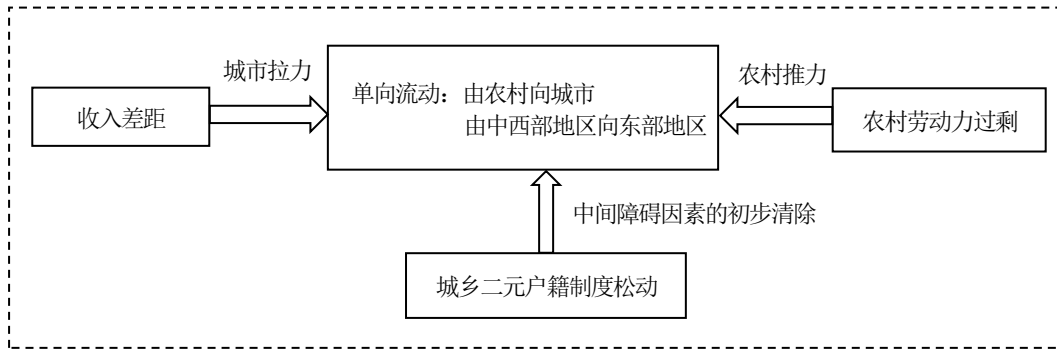 城市拉力
农村推力
收入差距
单向流动：由农村向城市
由中西部地区向东部地区
农村劳动力过剩
中间障碍因素的初步清除
城乡二元户籍制度松动